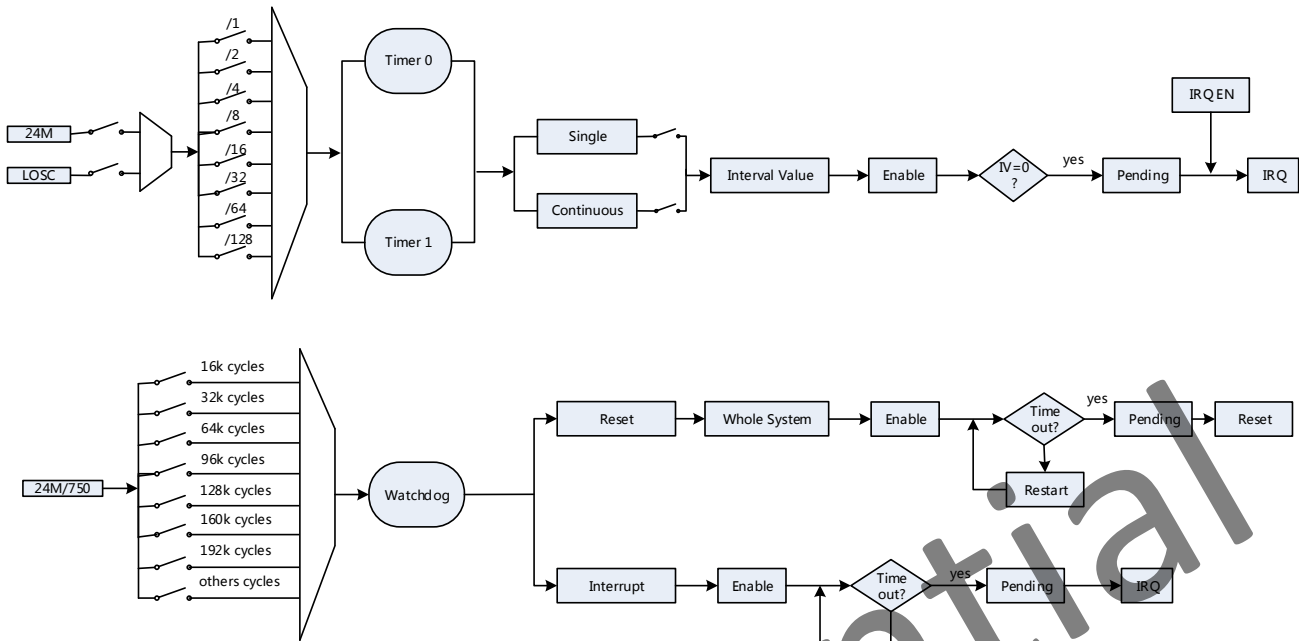 /1
/2
/4
/8
/16
/32
/64
/128
24M
LOSC
Timer 0
Timer 1
Single
Continuous
Interval Value
Enable
IV=0
?
yes
Pending
IRQ EN
IRQ
16k cycles
32k cycles
64k cycles
96k cycles
128k cycles
160k cycles
192k cycles
others cycles
24M/750
Watchdog
Reset
Whole System
Enable
Time
out?
yes
Pending
Reset
Restart
Interrupt
Enable
Time
out?
yes
Pending
IRQ
tial